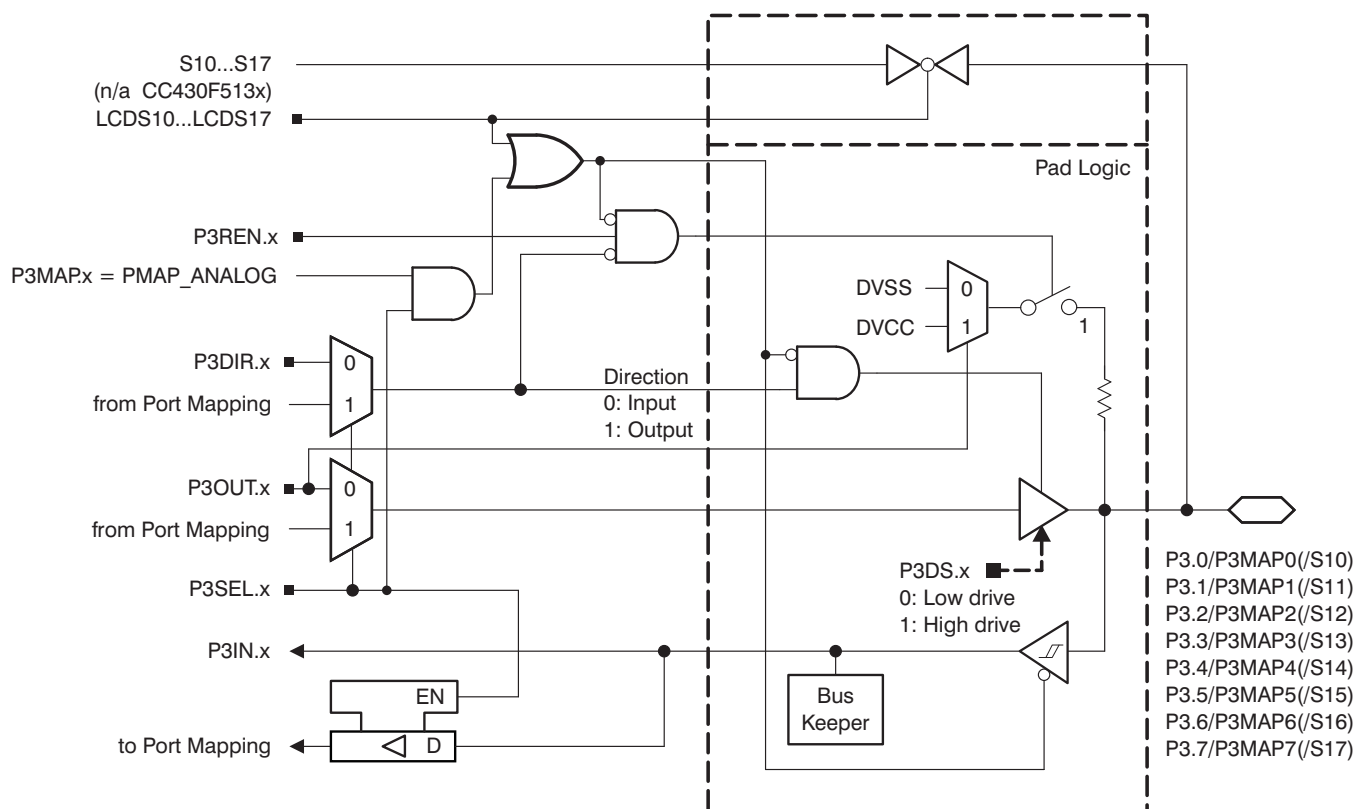 S10...S17
(n/a CC430F513x)
LCDS10...LCDS17
Pad Logic
P3REN.x
P3MAP.x = PMAP_ANALOG
DVSS
0
DVCC
1
1
P3DIR.x
0
from Port Mapping
1
Direction
0: Input
1: Output
P3OUT.x
0
from Port Mapping
1
P3SEL.x
P3DS.x
0: Low drive
1: High drive
P3IN.x
EN
D
to Port Mapping
Bus
Keeper
P3.0/P3MAP0(/S10)
P3.1/P3MAP1(/S11)
P3.2/P3MAP2(/S12)
P3.3/P3MAP3(/S13)
P3.4/P3MAP4(/S14)
P3.5/P3MAP5(/S15)
P3.6/P3MAP6(/S16)
P3.7/P3MAP7(/S17)